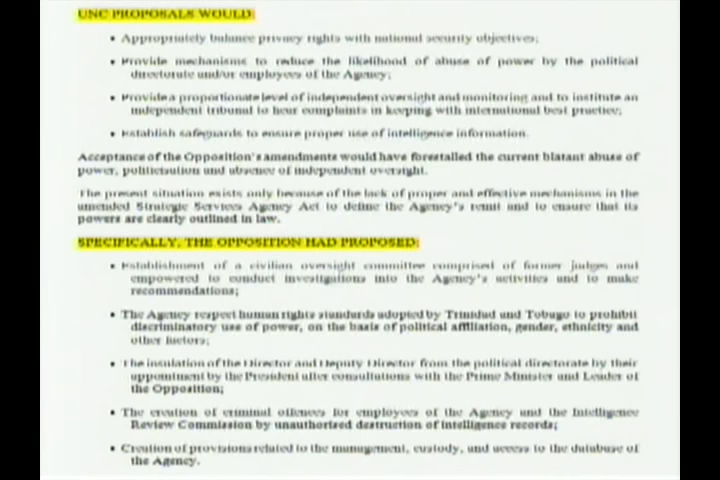 UNC PROPOSALS WOULD:
• Appropriately balance privacy rights with national security objectives;
• Provide mechanisms to reduce the likelihood of abuse of power by the political
directorate and/or employees of the Agency;
• Provide a proportionate level of independent oversight and monitoring and to institute an
independent tribunal to hear complaints in keeping with international best practice;
• Establish safeguards to ensure proper use of intelligence information.
Acceptance of the Opposition's amendments would have forestalled the current blatant abuse of
power, politicisation and absence of independent oversight.
The present situation exists only because of the lack of proper and effective mechanisms in the
amended Strategic Services Agency Act to define the Agency's remit and to ensure that its
powers are clearly outlined in law.
SPECIFICALLY, THE OPPOSITION HAD PROPOSED:
• Establishment of a civilian oversight committee comprised of former judges and
empowered to conduct investigations into the Agency's activities and to make
recommendations;
• The Agency respect human rights standards adopted by Trinidad and Tobago to prohibit
discriminatory use of power, on the basis of political affiliation, gender, ethnicity and
other factors;
• The insulation of the Director and Deputy Director from the political directorate by their
appointment by the President after consultations with the Prime Minister and Leader of
the Opposition;
• The creation of criminal offences for employees of the Agency and the Intelligence
Review Commission by unauthorized destruction of intelligence records;
• Creation of provisions related to the management, custody, and access to the database of
the Agency.